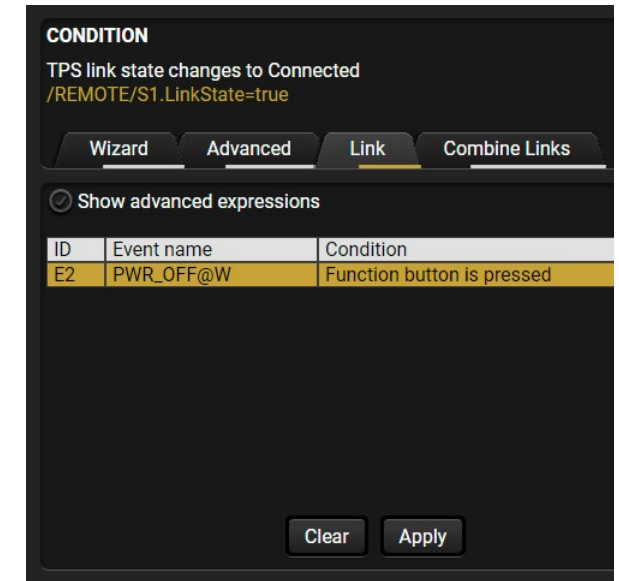 CONDITION
TPS link state changes to Connected
/REMOTE/S1.LinkState=true
Wizard Advanced Link Combine Links
Show advanced expressions
ID Event name Condition
E2 PWR_OFF@W Function button is pressed
Clear Apply